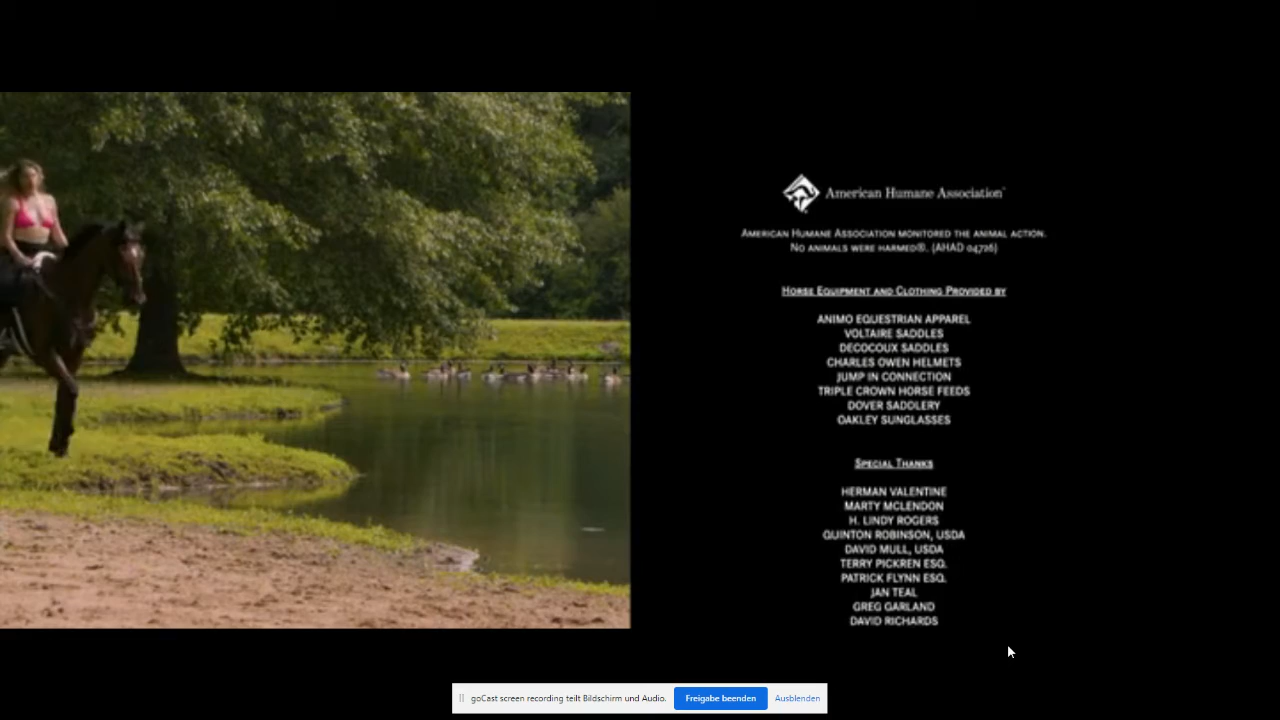 American Humane Association
AMERICAN HUMANE ASSOCIATION MONITORED THE ANIMAL ACTION.
NO ANIMALS WERE HARMED®. (AHAD 04726)
HORSE EQUIPMENT AND CLOTHING PROVIDED BY
ANIMO EQUESTRIAN APPAREL
VOLTAIRE SADDLES
DECOCOUX SADDLES
CHARLES OWEN HELMETS
JUMP IN CONNECTION
TRIPLE CROWN HORSE FEEDS
DOVER SADDLERY
OAKLEY SUNGLASSES
SPECIAL THANKS
HERMAN VALENTINE
MARTY MCLENDON
H. LINDY ROGERS
QUINTON ROBINSON, USDA
DAVID MULL, USDA
TERRY PICKREN ESQ.
PATRICK FLYNN ESQ.
JAN TEAL
GREG GARLAND
DAVID RICHARDS
goCast screen recording teilt Bildschirm und Audio. Freigabe beenden Ausblenden